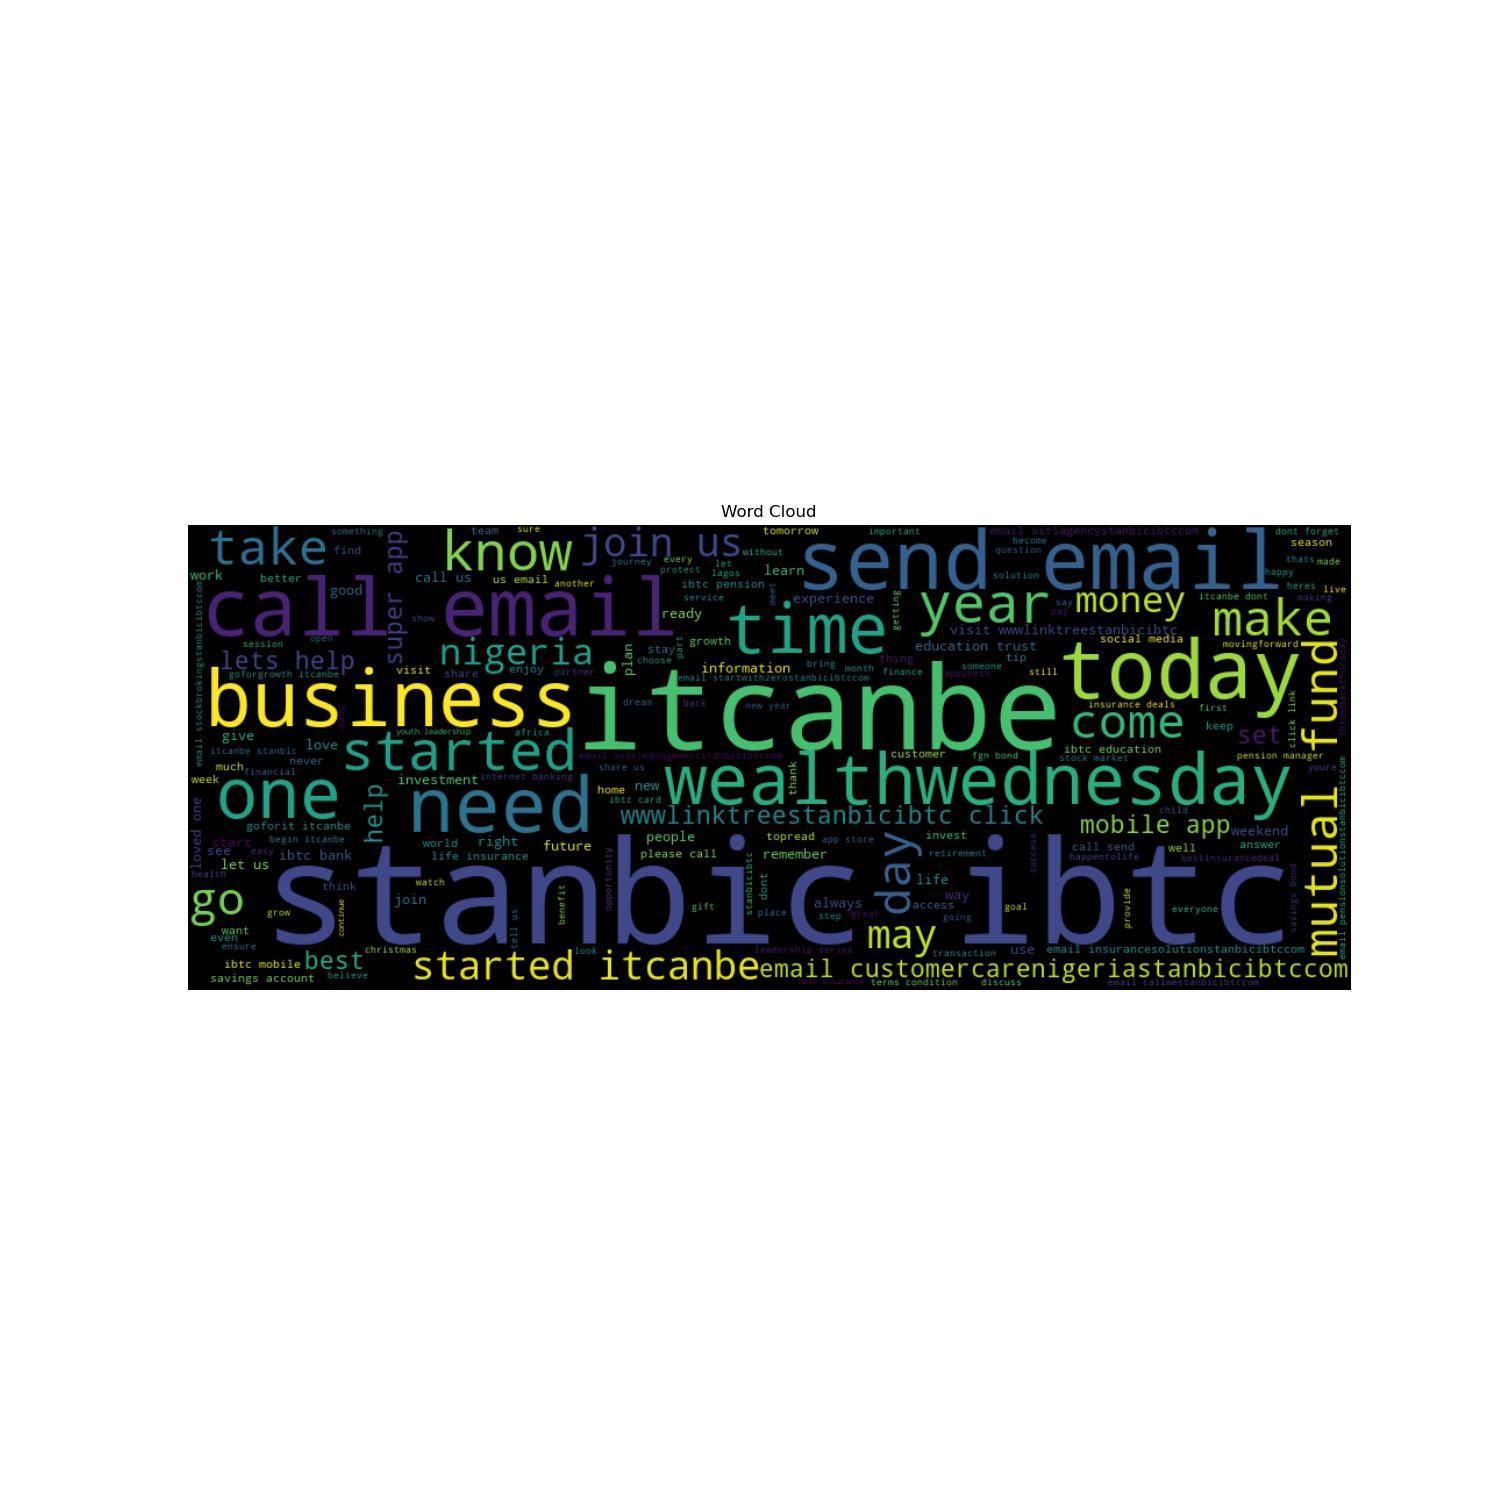 Word Cloud
take
something
find
super app
know
team
sure
join us
journey
every
protect
let
lagos
without
tomorrow
important
send email
email sitlagencystanbicibtccom
become
question
solution
dont forget
season
thats
made
happy
heres
live
making
work
better
good
call us
us email
another
ibtc pension
learn
service
meet
experience
getting
year
say
pay
money
itcanbe dont
make
call email
show
ready
time
visit wwwlinktreestanbicibtc
social media
movingforward
email stockbrokingstanbicibtccom
session
open
lets help
goforgrowth itcanbe
nigeria
visit
share
enjoy
partner
plan
stay
choose
part
growth
information
bring
month
thing
finance
education trust
tip
appyness
someone
still
today
mutual fund
business
itcanbe
email startwithzerostanbicibtccom
dream
back
new year
insurance deals
first
come
keep
set
click link
give
itcanbe stanbic
love
never
youth leadership
africa
started
email assetmanagementstanbicibtccom
customer
fgn bond
ibtc education
stock market
pension manager
yours
much
financial
week
investment
internet banking
share us
thank
wealthwednesday
one
help
need
home
new
ibtc card
wwwlinktreestanbicibtc click
child
mobile app
weekend
answer
loved one
goforit itcanbe
begin itcanbe
start
see
easy
let us
ibtc bank
world
right
life insurance
future
people
please call
topread
app store
remember
day
invest
retirement
success
call send
happentolife
well
bestinsurancedeal
health
stanbic ibtc
think
watch
join
opportunity
stanbicibtc
dont
life
way
access
always
step
great
going
goal
provide
everyone
savings bond
email pensionsolutionstanbicibtccom
go
grow
continue
benefit
gift
place
want
even
ensure
christmas
tell us
look
leadership series
may
transaction
use
email insurancesolutionstanbicibtccom
ibtc mobile
best
believe
savings account
started itcanbe
email customercarenigeriastanbicibtccom
terms condition
discuss
email callmestanbicibtccom